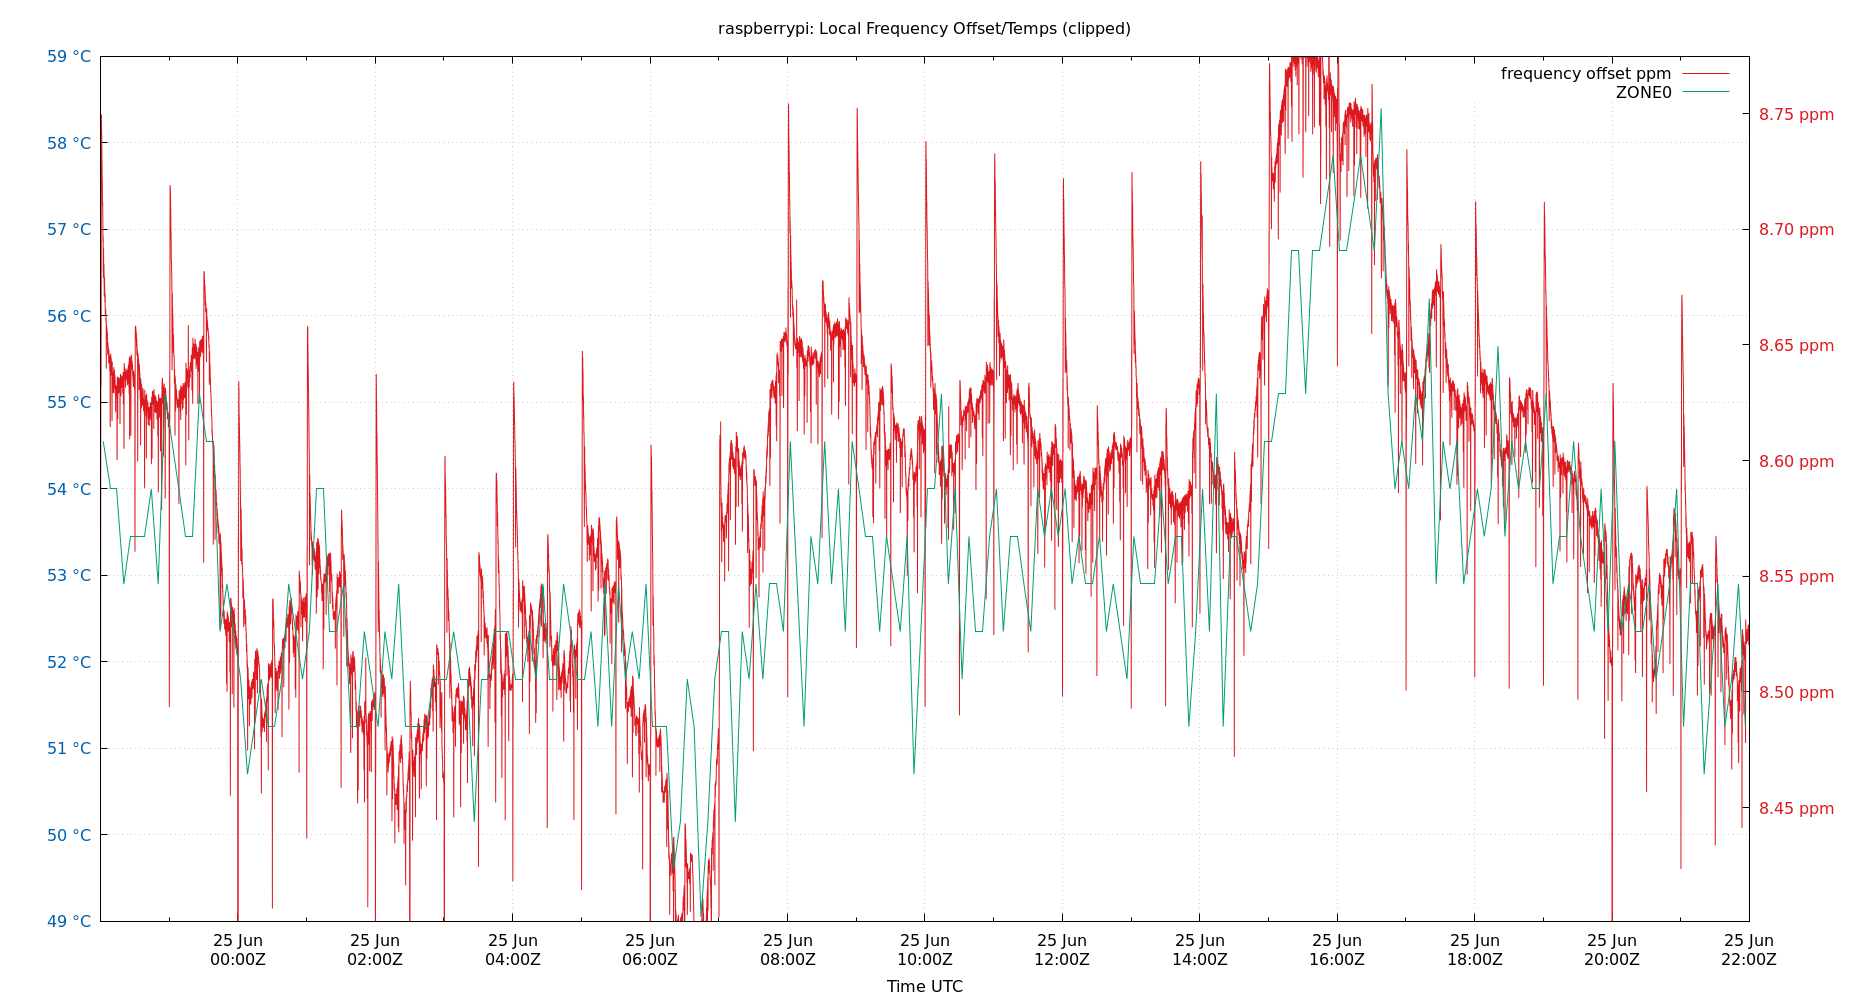 raspberrypi: Local Frequency Offset/Temps (clipped)
59 °C
58 °C
57 °C
56 °C
55 °C
54 °C
53 °C
52 °C
51 °C
50 °C
49 °C
frequency offset ppm
ZONE0
8.75 ppm
8.70 ppm
8.65 ppm
8.60 ppm
8.55 ppm
8.50 ppm
8.45 ppm
25 Jun 25 Jun 25 Jun 25 Jun 25 Jun 25 Jun 25 Jun 25 Jun 25 Jun 25 Jun 25 Jun 25 Jun
00:00Z 02:00Z 04:00Z 06:00Z 08:00Z 10:00Z 12:00Z 14:00Z 16:00Z 18:00Z 20:00Z 22:00Z
Time UTC